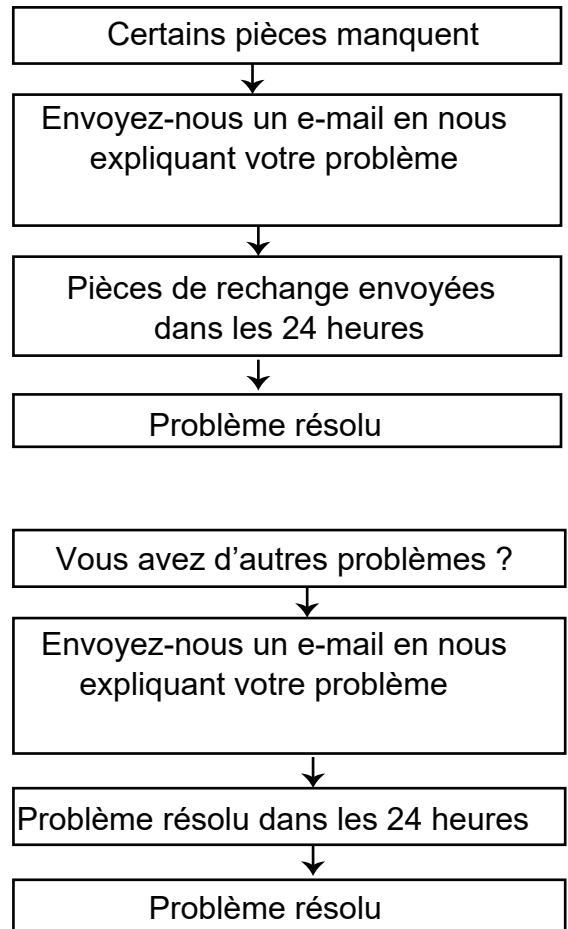 Certains pièces manquent
Envoyez-nous un e-mail en nous
expliquant votre problème
Pièces de rechange envoyées
dans les 24 heures
Problème résolu
Vous avez d’autres problèmes ?
Envoyez-nous un e-mail en nous
expliquant votre problème
Problème résolu dans les 24 heures
Problème résolu